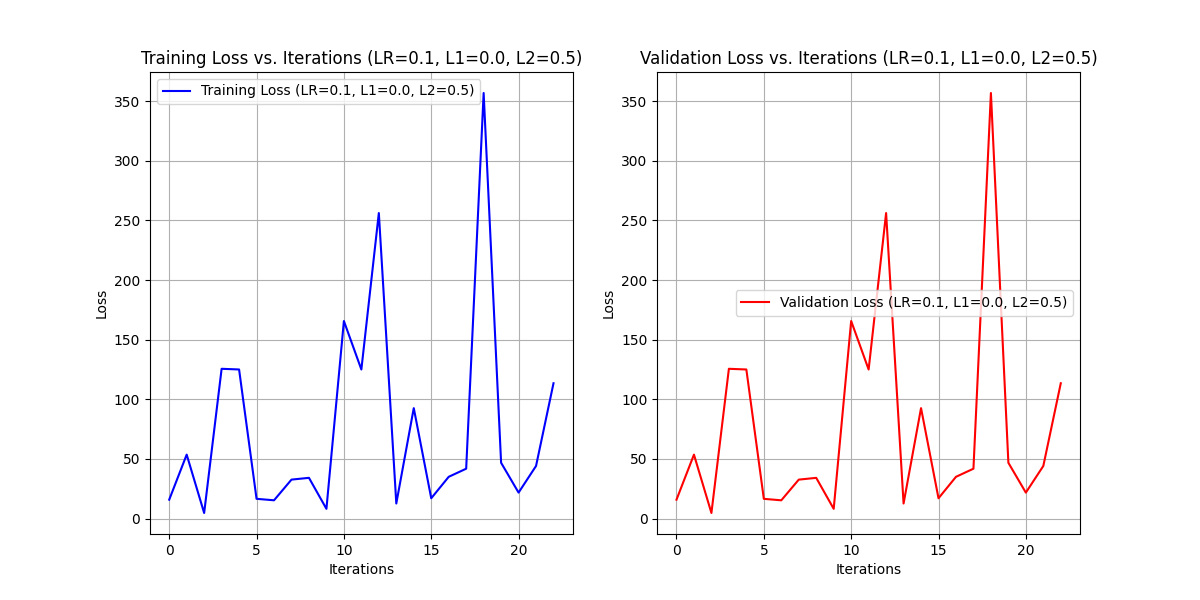 Training Loss vs. Iterations (LR=0.1, L1=0.0, L2=0.5)
Training Loss (LR=0.1, L1=0.0, L2=0.5)
350
300
250
200
150
100
50
0
Loss
0 5 10 15 20
Iterations
Validation Loss vs. Iterations (LR=0.1, L1=0.0, L2=0.5)
350
300
250
200
150
100
50
0
Loss
Validation Loss (LR=0.1, L1=0.0, L2=0.5)
0 5 10 15 20
Iterations